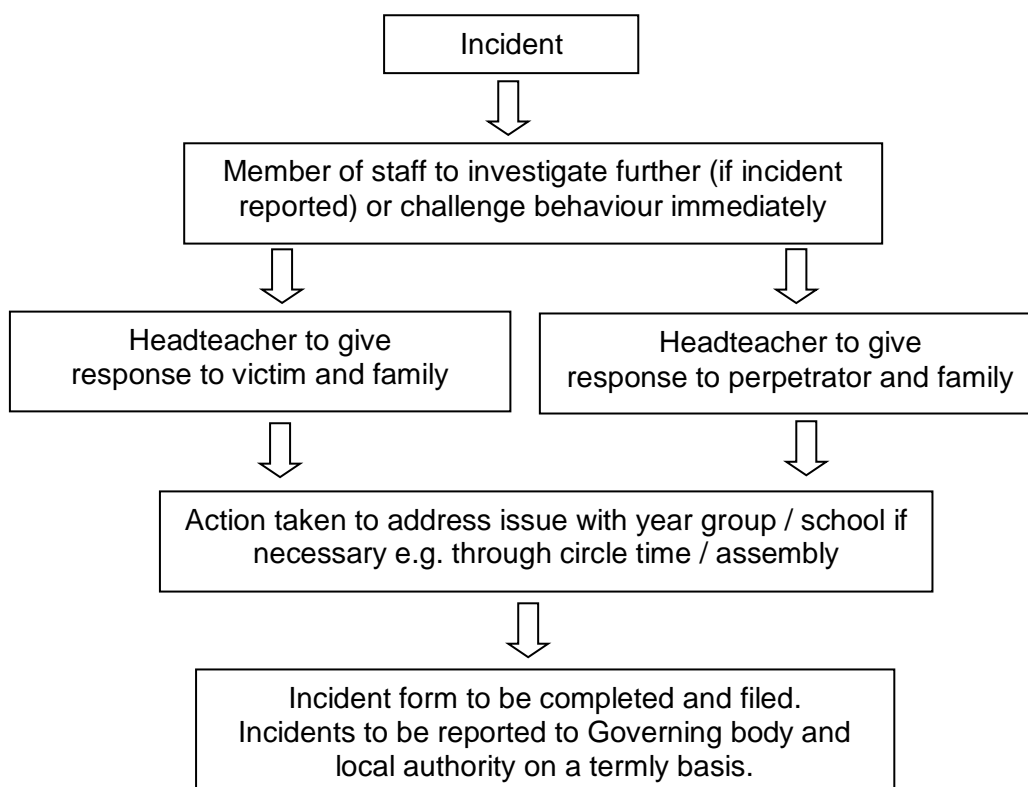 Incident
Member of staff to investigate further (if incident
reported) or challenge behaviour immediately
Headteacher to give
response to victim and family
Headteacher to give
response to perpetrator and family
Action taken to address issue with year group / school if
necessary e.g. through circle time / assembly
Incident form to be completed and filed.
Incidents to be reported to Governing body and
local authority on a termly basis.